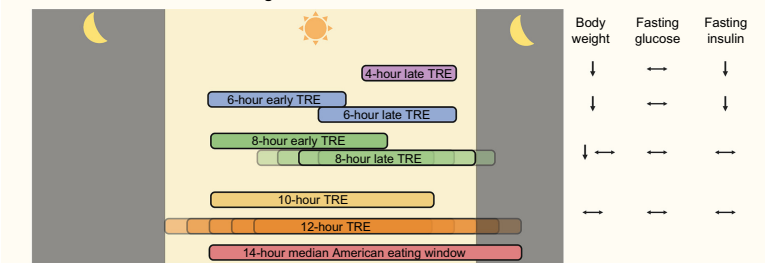 Body weight
Fasting glucose
Fasting insulin
4-hour late TRE
6-hour early TRE
6-hour late TRE
8-hour early TRE
8-hour late TRE
10-hour TRE
12-hour TRE
14-hour median American eating window